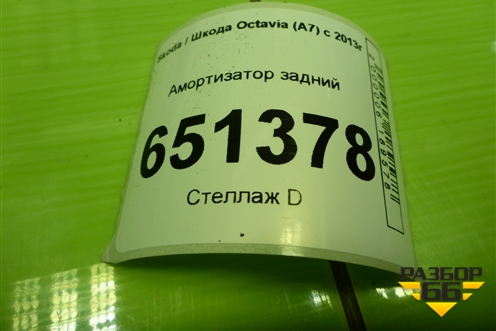 Skoda / Шкода Octavia (A7) с 2013г
Амортизатор задний
651378
Стеллаж D
РАЗБОР
66